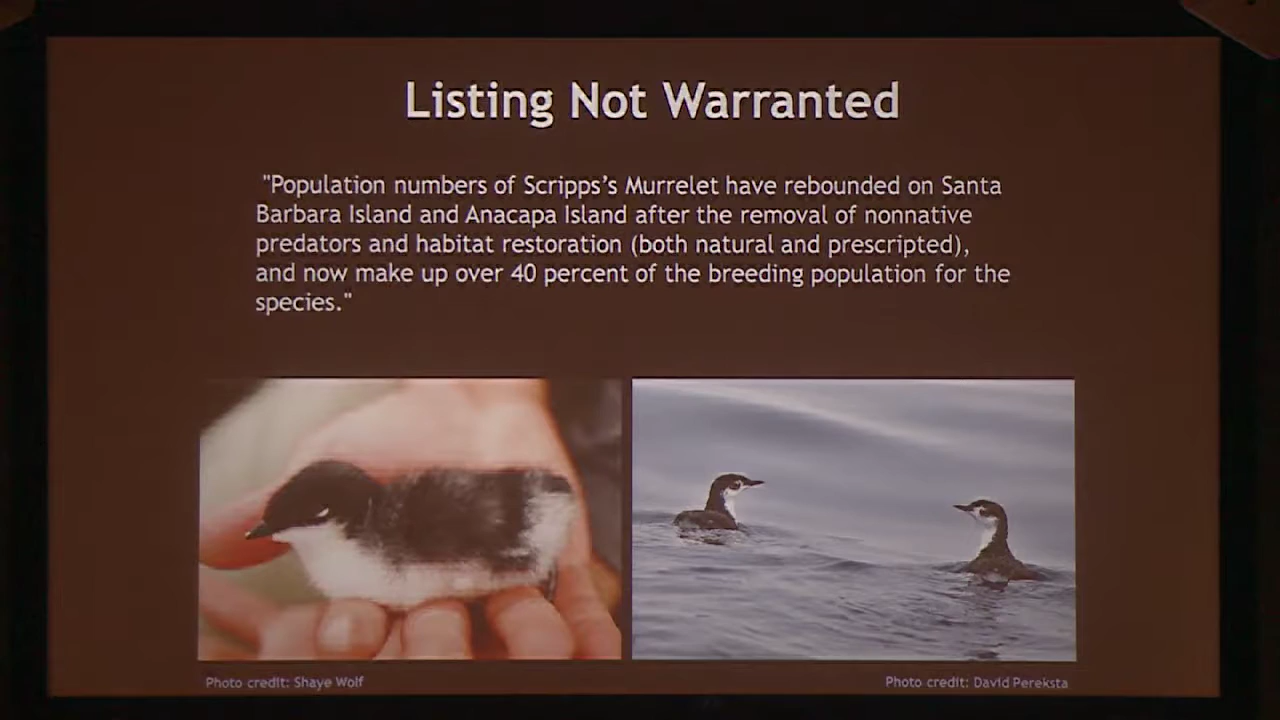 Listing Not Warranted
"Population numbers of Scripps’s Murrelet have rebounded on Santa
Barbara Island and Anacapa Island after the removal of nonnative
predators and habitat restoration (both natural and prescripted),
and now make up over 40 percent of the breeding population for the
species."
Photo credit: Shaye Wolf
Photo credit: David Pereksta